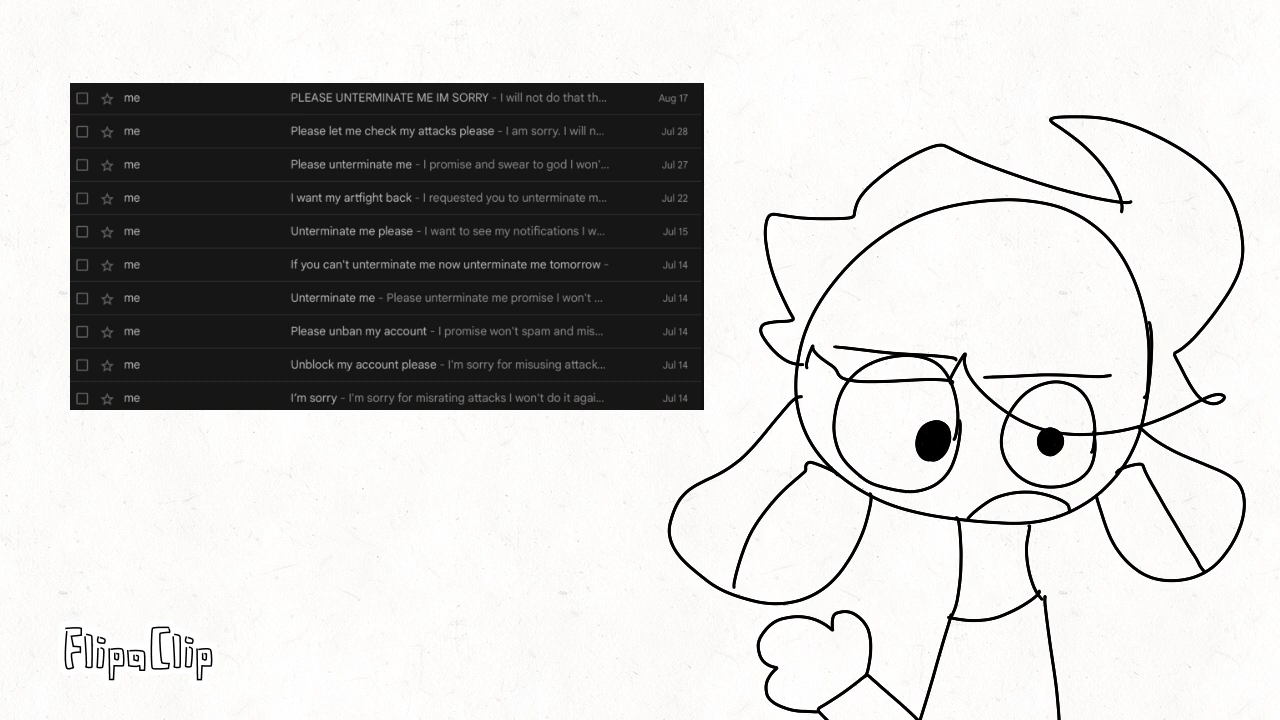 me PLEASE UNTERMINATE ME IM SORRY - I will not do that th... Aug 17
me Please let me check my attacks please - I am sorry. I will n... Jul 28
me Please unterminate me - I promise and swear to god I won'... Jul 27
me I want my artfight back - I requested you to unterminate m... Jul 22
me Unterminate me please - I want to see my notifications I w... Jul 15
me If you can't unterminate me now unterminate me tomorrow - Jul 14
me Unterminate me - Please unterminate me promise I won't ... Jul 14
me Please unban my account - I promise won't spam and mis... Jul 14
me Unblock my account please - I'm sorry for misusing attack... Jul 14
me I'm sorry - I'm sorry for misrating attacks I won't do it agai... Jul 14
FlipaClip